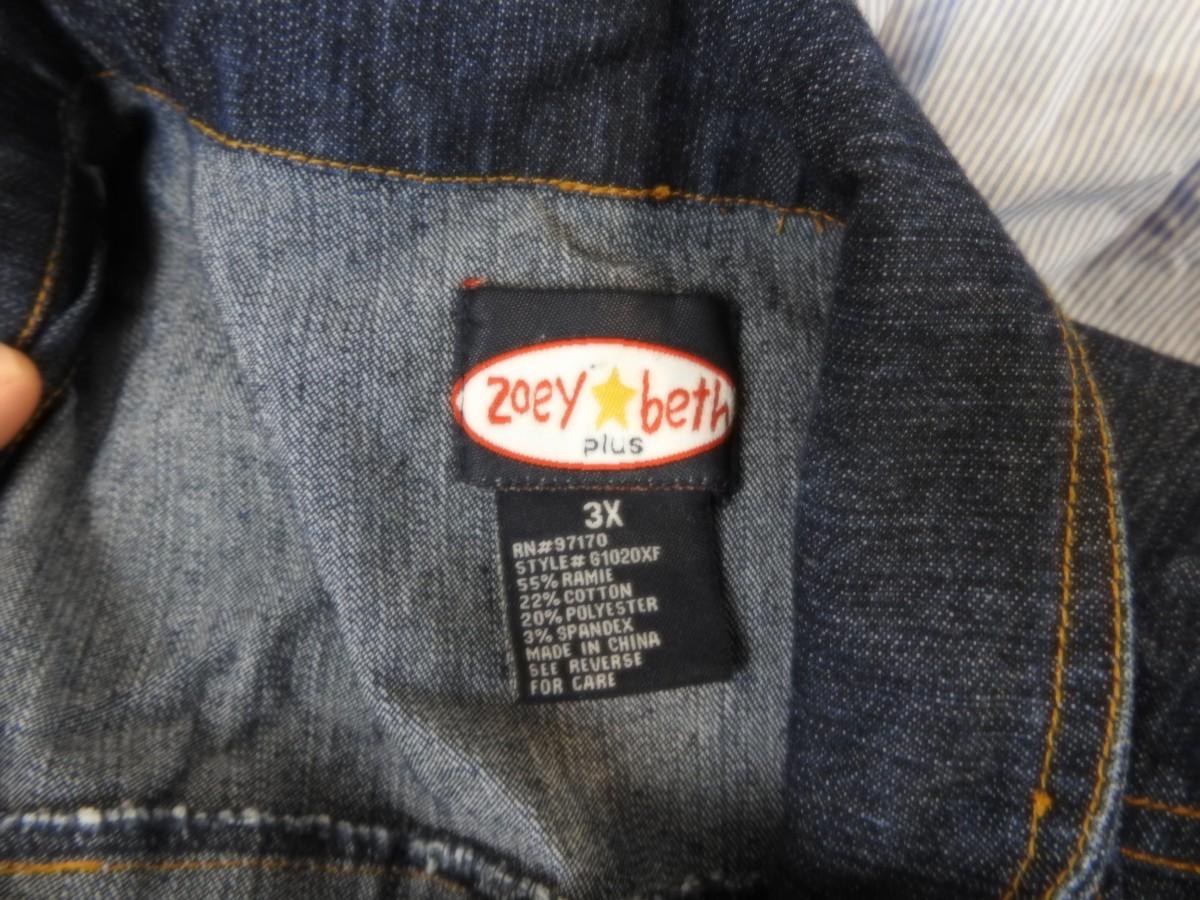 zoey beth
plus
3X
RN#97170
STYLE# G1020XF
55% RAMIE
22% COTTON
20% POLYESTER
3% SPANDEX
MADE IN CHINA
SEE REVERSE
FOR CARE